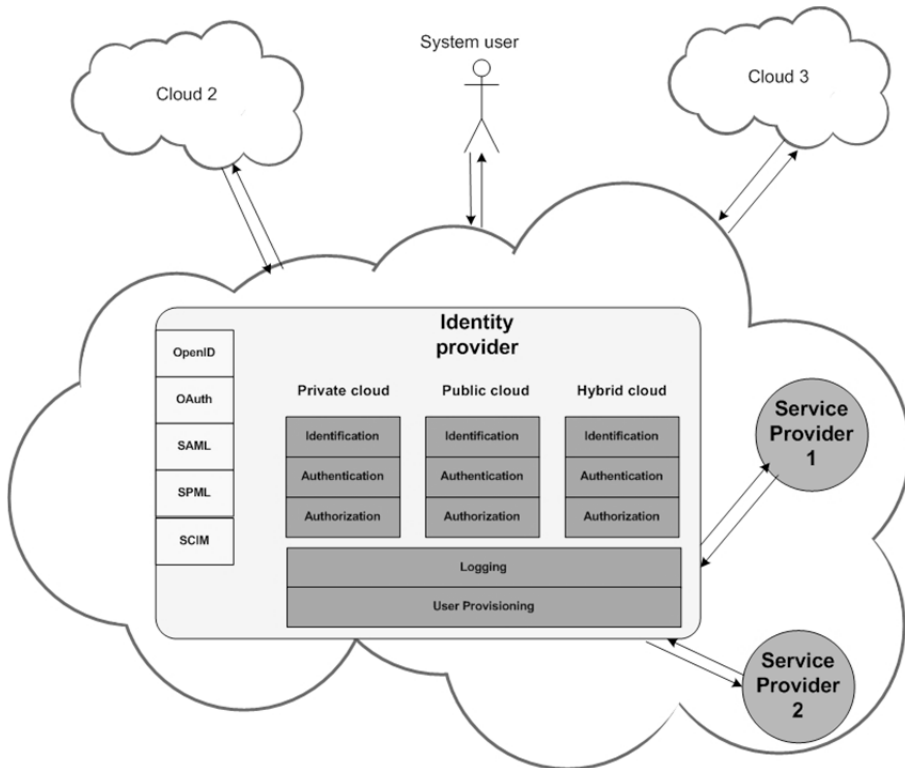 Cloud 2
System user
Cloud 3
Identity
provider
OpenID
OAuth
SAML
SPML
SCIM
Private cloud
Identification
Authentication
Authorization
Public cloud
Identification
Authentication
Authorization
Hybrid cloud
Identification
Authentication
Authorization
Logging
User Provisioning
Service
Provider
1
Service
Provider
2